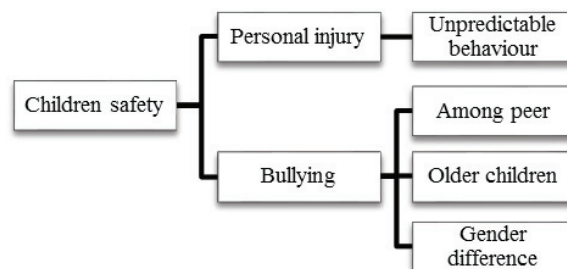 Children safety
Personal injury
Unpredictable
behaviour
Bullying
Among peer
Older children
Gender
difference